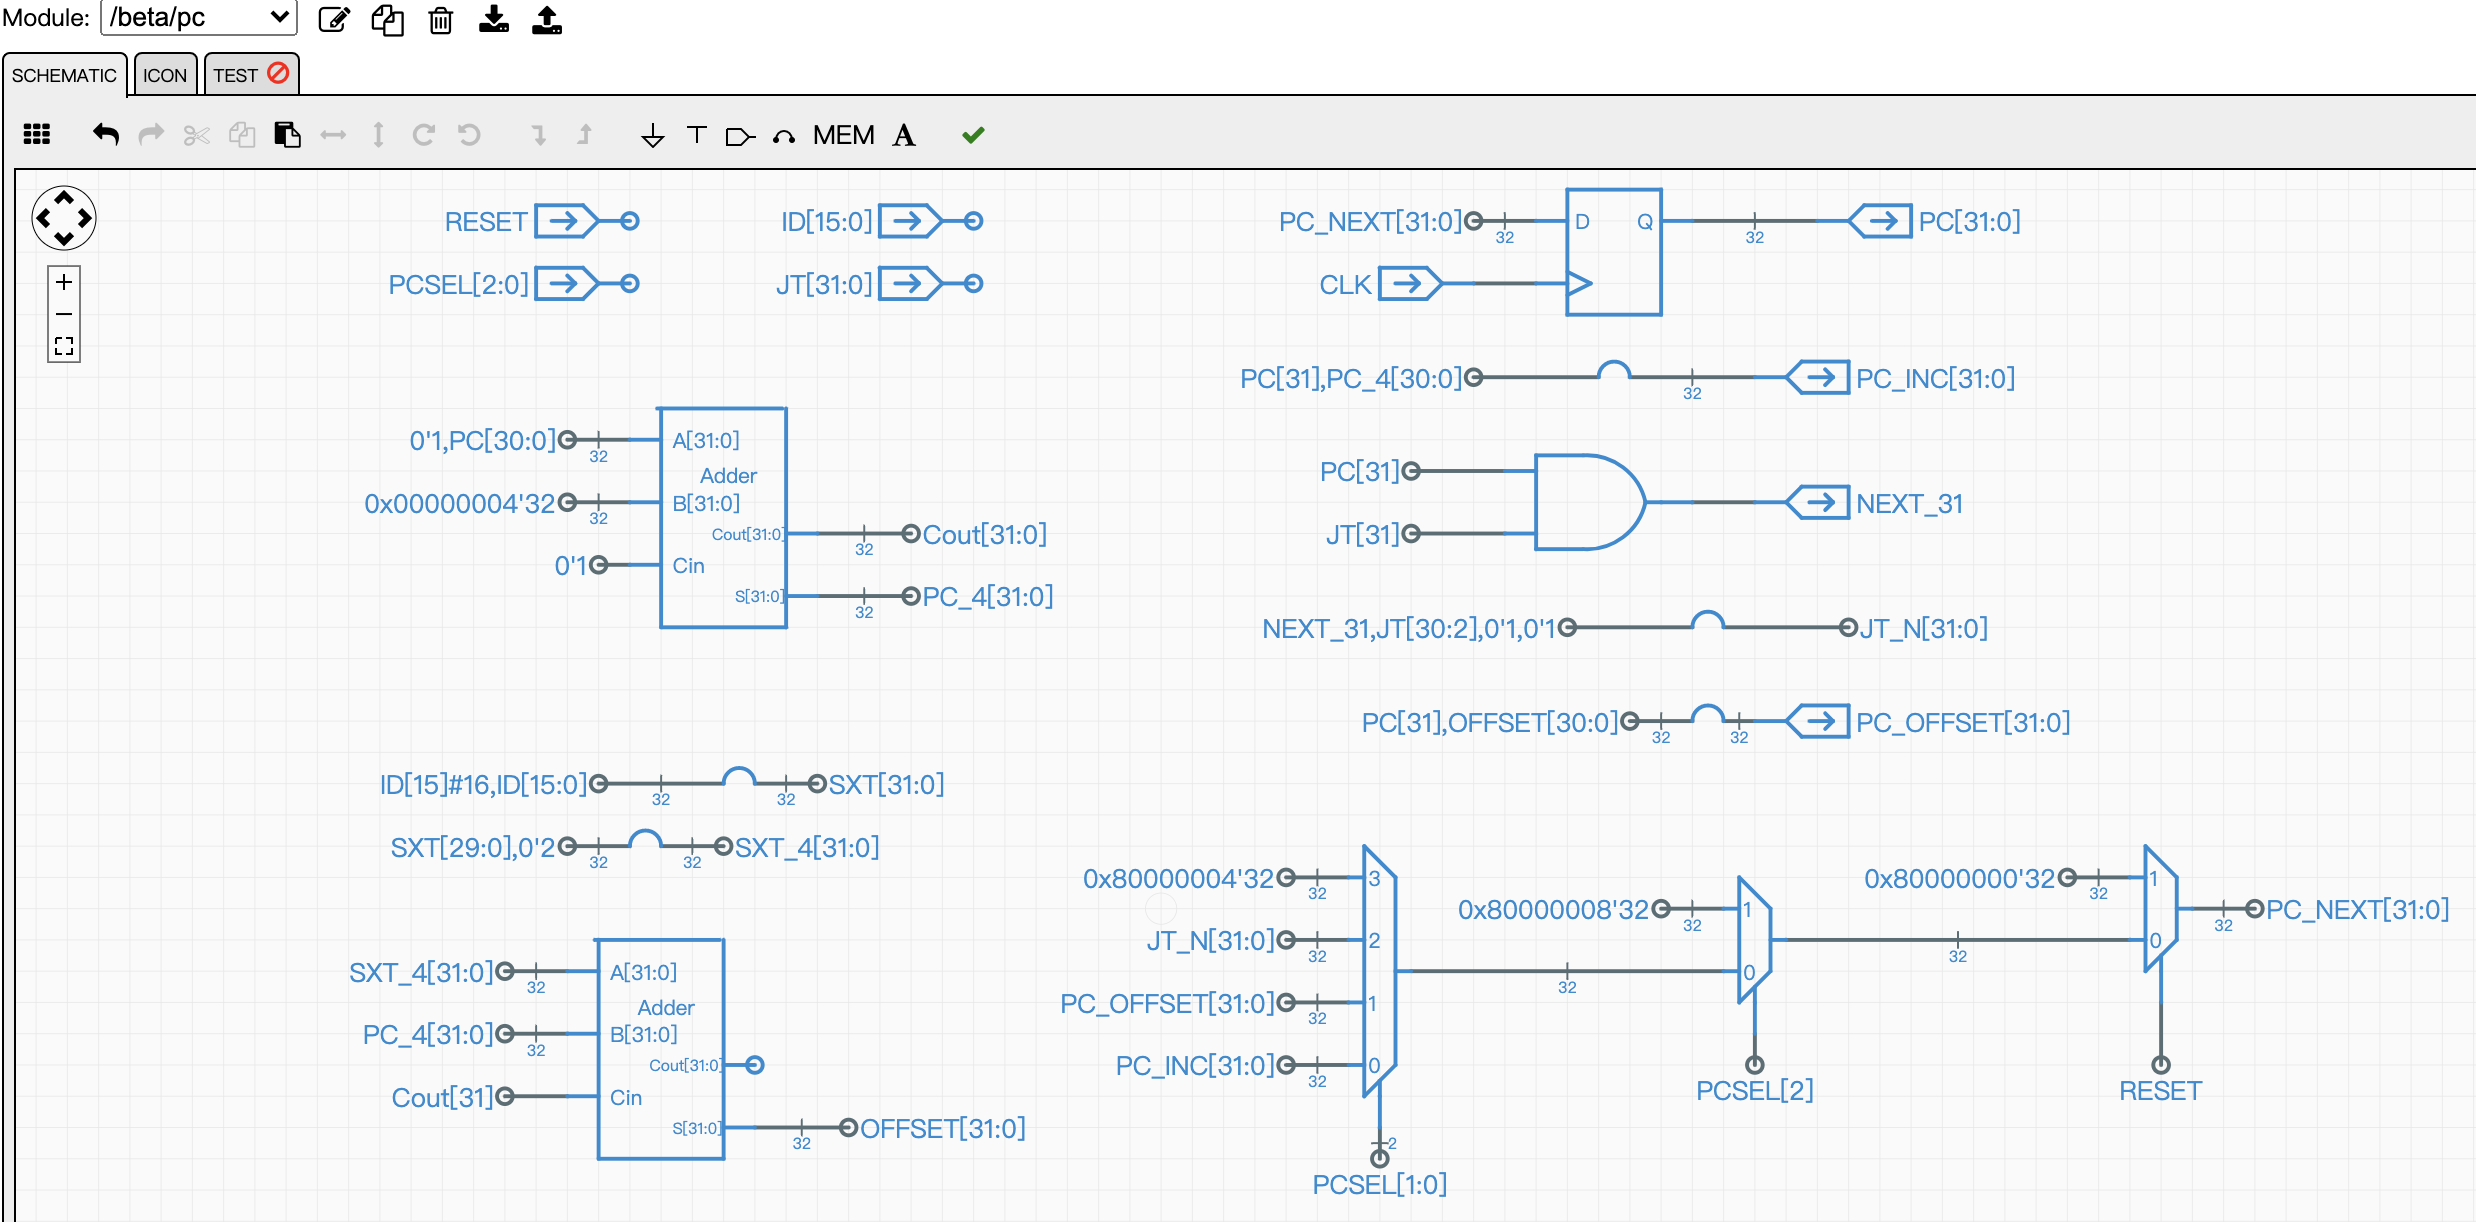 Module: /beta/pc
SCHEMATIC ICON TEST
MEM A
RESET
ID[15:0]
PCSEL[2:0]
JT[31:0]
PC_NEXT[31:0] 32 D Q 32 PC[31:0]
CLK
PC[31],PC_4[30:0] 32 PC_INC[31:0]
0'1,PC[30:0] 32 A[31:0]
Adder
0x00000004'32 32 B[31:0]
Cout[31:0] 32 Cout[31:0]
0'1 Cin
S[31:0] 32 PC_4[31:0]
PC[31]
NEXT_31
JT[31]
NEXT_31,JT[30:2],0'1,0'1 JT_N[31:0]
PC[31],OFFSET[30:0] 32 32 PC_OFFSET[31:0]
ID[15]#16,ID[15:0] 32 32 SXT[31:0]
SXT[29:0],0'2 32 32 SXT_4[31:0]
SXT_4[31:0] 32 A[31:0]
Adder
PC_4[31:0] 32 B[31:0]
Cout[31:0]
Cout[31] Cin
S[31:0] 32 OFFSET[31:0]
0x80000004'32 32 3
JT_N[31:0] 32 2
PC_OFFSET[31:0] 32 1
PC_INC[31:0] 32 0
2
PCSEL[1:0]
32
0x80000008'32 32 1
0
PCSEL[2]
32
0x80000000'32 32 1
0
RESET
32 PC_NEXT[31:0]